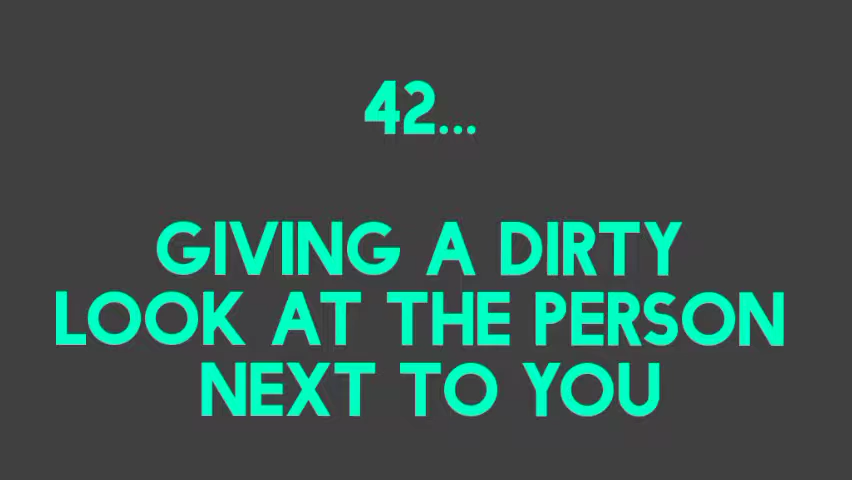 42...
GIVING A DIRTY
LOOK AT THE PERSON
NEXT TO YOU